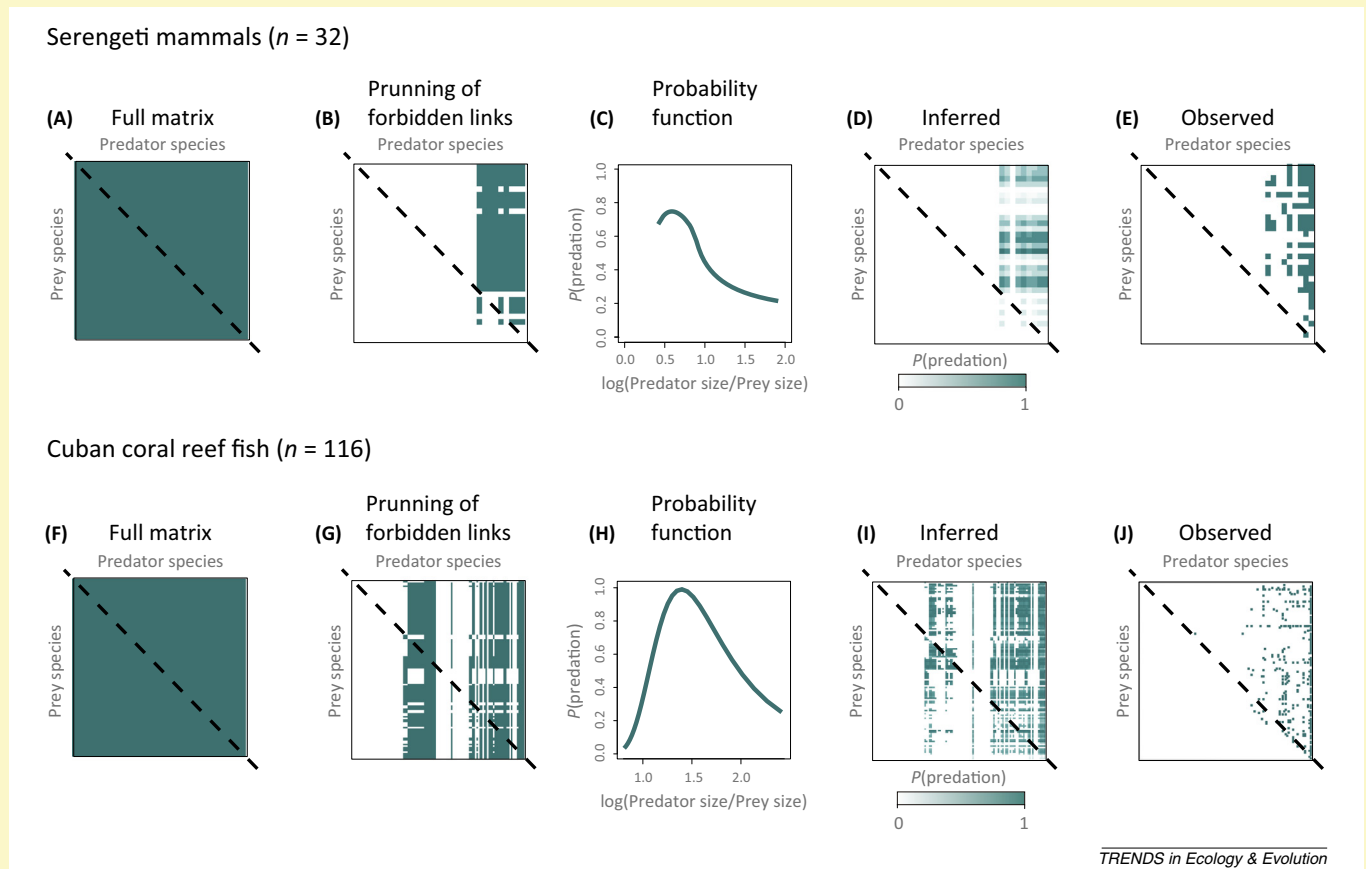 Serengeti mammals (n = 32)
(A) Full matrix
Predator species
Prey species
(B) Prunning of
forbidden links
Predator species
Prey species
(C) Probability
function
P(predation)
1.0
0.8
0.6
0.4
0.2
0.0
0.0 0.5 1.0 1.5 2.0
log(Predator size/Prey size)
(D) Inferred
Predator species
Prey species
P(predation)
0 1
(E) Observed
Predator species
Prey species
Cuban coral reef fish (n = 116)
(F) Full matrix
Predator species
Prey species
(G) Prunning of
forbidden links
Predator species
Prey species
(H) Probability
function
P(predation)
1.0
0.8
0.6
0.4
0.2
0.0
1.0 1.5 2.0
log(Predator size/Prey size)
(I) Inferred
Predator species
Prey species
P(predation)
0 1
(J) Observed
Predator species
Prey species
TRENDS in Ecology & Evolution